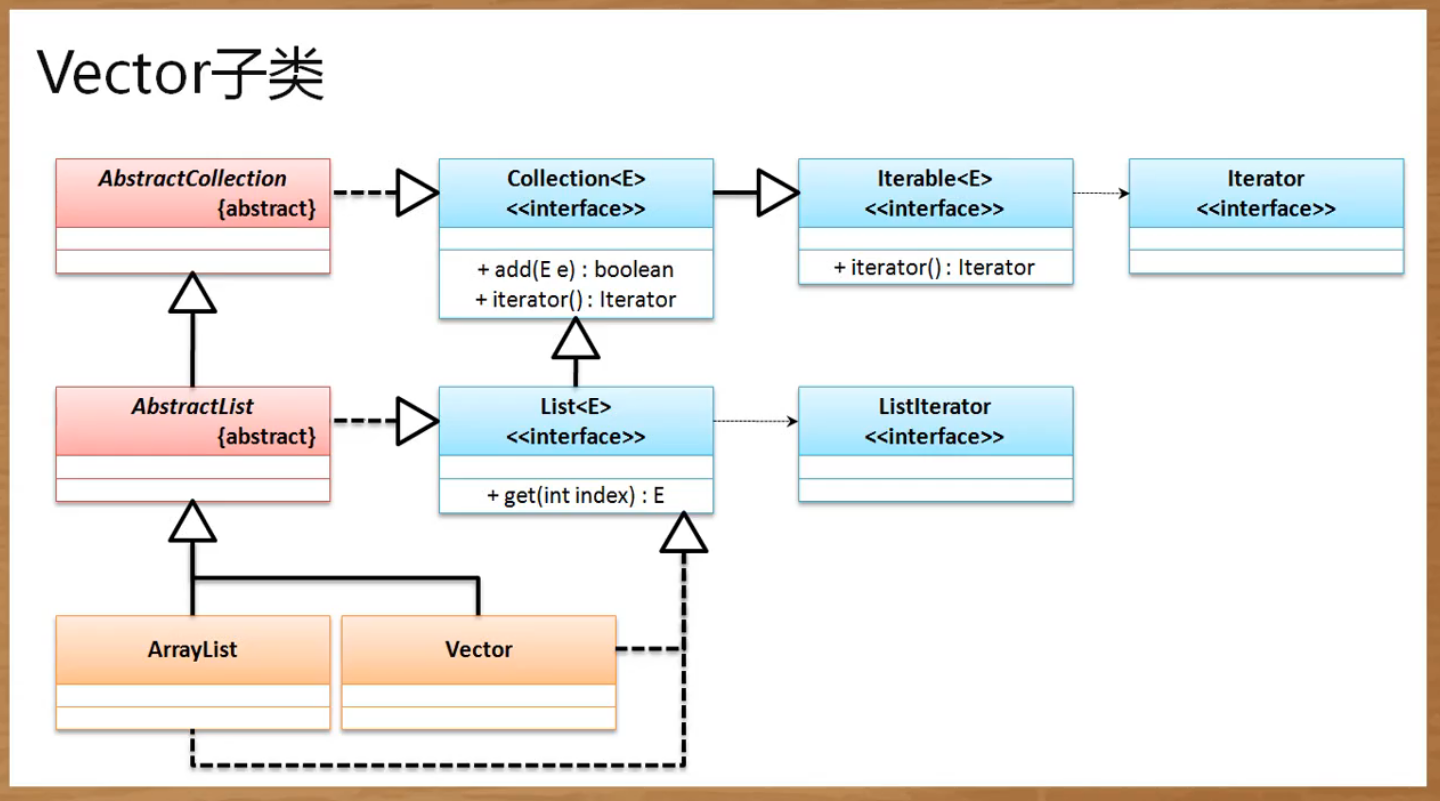 Vector子类
AbstractCollection
{abstract}
Collection<E>
<<interface>>
+ add(E e) : boolean
+ iterator() : Iterator
Iterable<E>
<<interface>>
+ iterator() : Iterator
Iterator
<<interface>>
AbstractList
{abstract}
List<E>
<<interface>>
+ get(int index) : E
ListIterator
<<interface>>
ArrayList
Vector